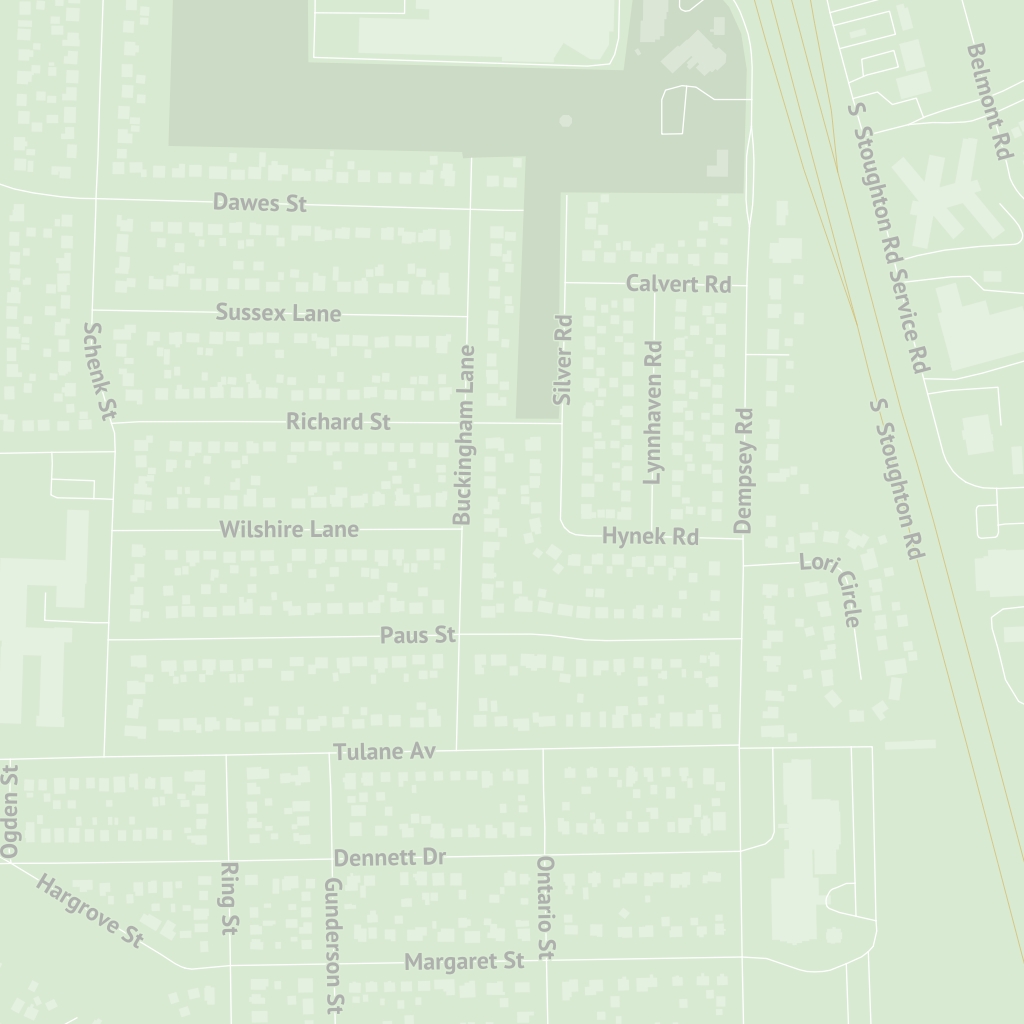 Belmont Rd
S Stoughton Rd Service Rd
Dawes St
Calvert Rd
Sussex Lane
Schenk St
Silver Rd
Lynnhaven Rd
Buckingham Lane
Richard St
Dempsey Rd
S Stoughton Rd
Wilshire Lane
Hynek Rd
Lori Circle
Paus St
Tulane Av
Ogden St
Dennett Dr
Ring St
Gunderson St
Ontario St
Hargrove St
Margaret St